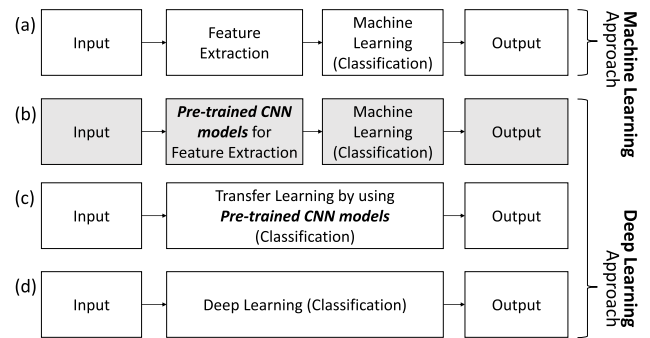 (a)
Input
Feature
Extraction
Machine
Learning
(Classification)
Output
Machine Learning
Approach
(b)
Input
Pre-trained CNN
models for
Feature Extraction
Machine
Learning
(Classification)
Output
(c)
Input
Transfer Learning by using
Pre-trained CNN models
(Classification)
Output
Deep Learning
Approach
(d)
Input
Deep Learning (Classification)
Output